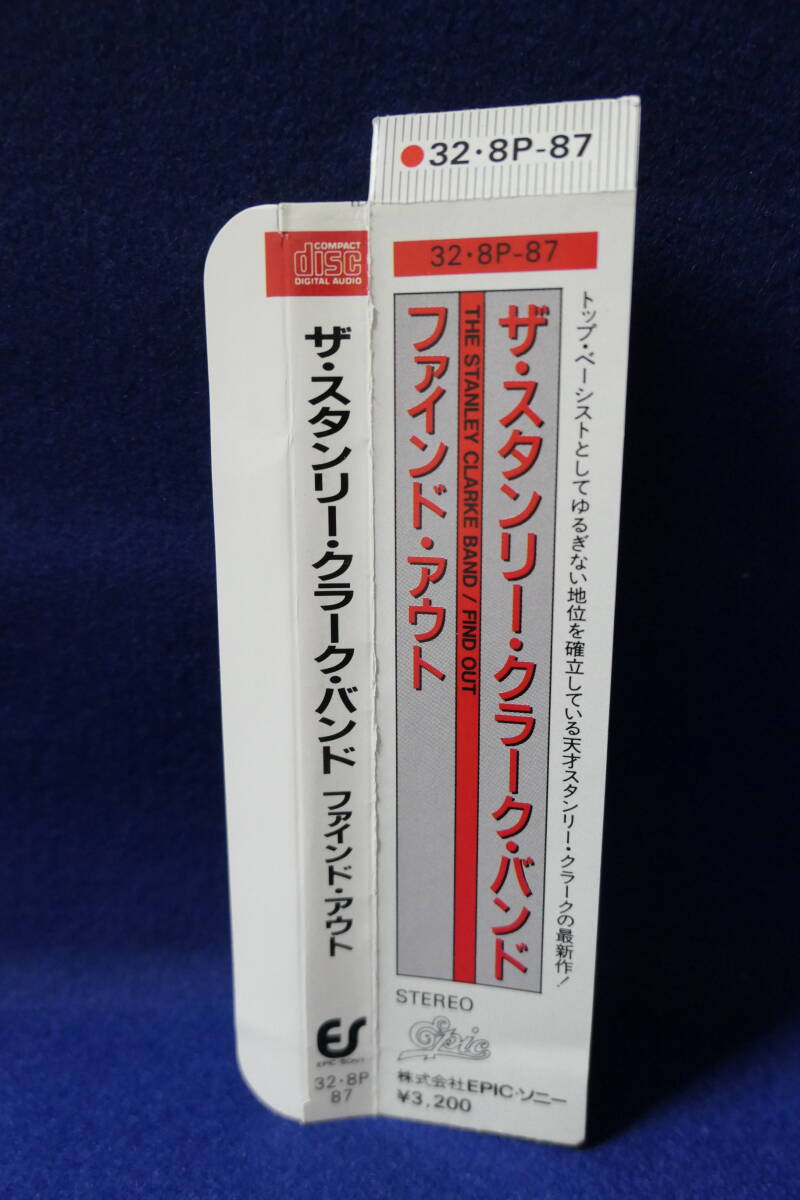 ●32・8P-87
32・8P-87
トップ・ベーシストとしてゆるぎない地位を確立している天才スタンリー・クラークの最新作!
ザ・スタンリー・クラーク・バンド
THE STANLEY CLARKE BAND / FIND OUT
ファインド・アウト
STEREO
Epic
株式会社EPIC・ソニー
¥3,200
COMPACT
disc
DIGITAL AUDIO
ザ・スタンリー・クラーク・バンド ファインド・アウト
ES
EPIC SONY
32・8P
87